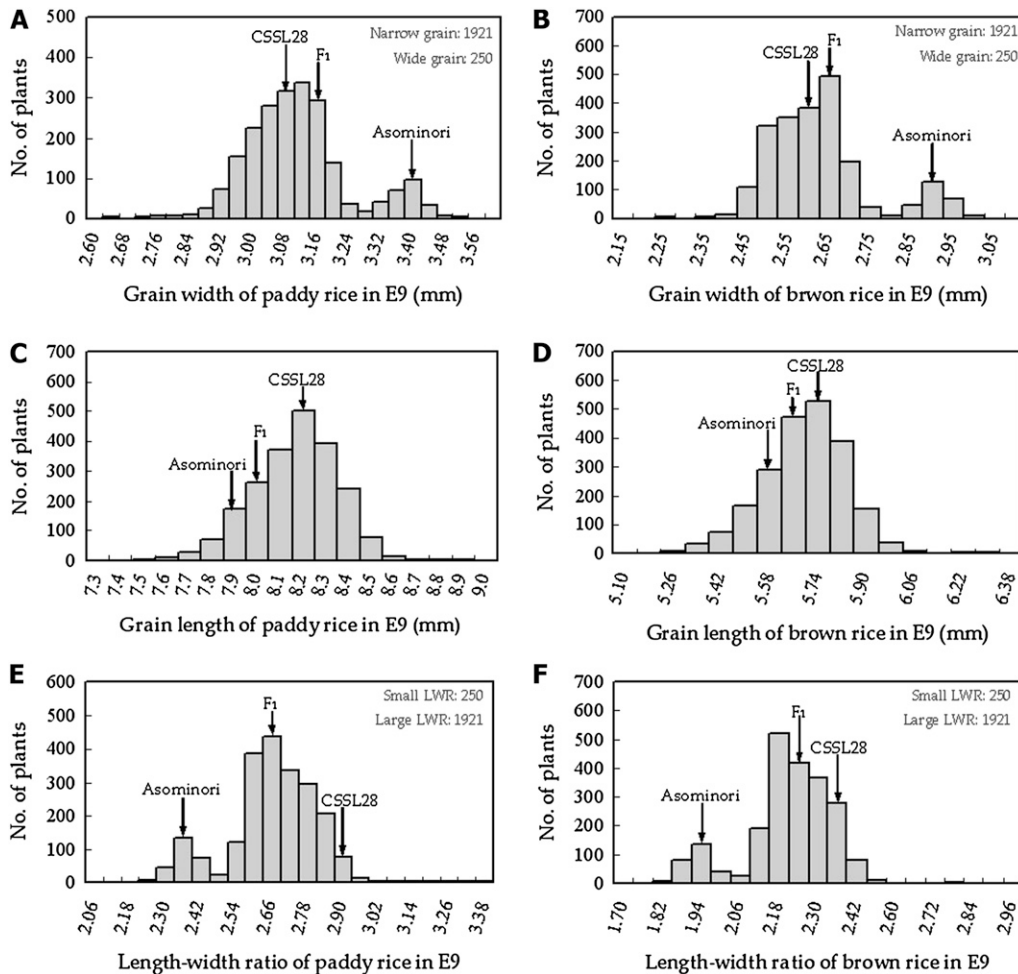 A
No. of plants
500
400
300
200
100
0
CSSL28
F1
Asominori
Narrow grain: 1921
Wide grain: 250
2.60 2.68 2.76 2.84 2.92 3.00 3.08 3.16 3.24 3.32 3.40 3.48 3.56
Grain width of paddy rice in E9 (mm)
B
No. of plants
700
600
500
400
300
200
100
0
CSSL28
F1
Asominori
Narrow grain: 1921
Wide grain: 250
2.15 2.25 2.35 2.45 2.55 2.65 2.75 2.85 2.95 3.05
Grain width of brwon rice in E9 (mm)
C
No. of plants
700
600
500
400
300
200
100
0
Asominori
F1
CSSL28
7.3 7.4 7.5 7.6 7.7 7.8 7.9 8.0 8.2 8.3 8.4 8.5 8.6 8.7 8.8 8.9 9.0
Grain length of paddy rice in E9 (mm)
D
No. of plants
700
600
500
400
300
200
100
0
Asominori
F1
CSSL28
5.10 5.26 5.42 5.58 5.74 5.90 6.06 6.22 6.38
Grain length of brown rice in E9 (mm)
E
No. of plants
600
500
400
300
200
100
0
Asominori
F1
CSSL28
Small LWR: 250
Large LWR: 1921
2.06 2.18 2.30 2.42 2.54 2.66 2.78 2.90 3.02 3.14 3.26 3.38
Length-width ratio of paddy rice in E9
F
No. of plants
700
600
500
400
300
200
100
0
Asominori
F1
CSSL28
Small LWR: 250
Large LWR: 1921
1.70 1.82 1.94 2.06 2.18 2.30 2.42 2.60 2.72 2.84 2.96
Length-width ratio of brown rice in E9